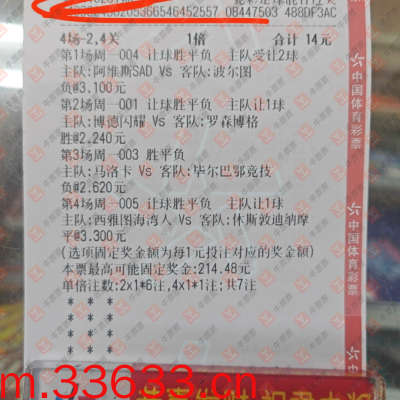 4场-2,4关 1倍 合计 14元
第1场周一004 让球胜平负 主队受让2球
主队:阿维斯SAD Vs 客队:波尔图
负@3.100元
第2场周一001 让球胜平负 主队让1球
主队:博德闪耀 Vs 客队:罗森博格
胜@2.240元
第3场周一003 胜平负
主队:马洛卡 Vs 客队:毕尔巴鄂竞技
负@2.620元
第4场周一005 让球胜平负 主队让1球
主队:西雅图海湾人 Vs 客队:休斯敦迪纳摩
平@3.300元
(选项固定奖金额为每1元投注对应的奖金额)
本票最高可能固定奖金:214.48元
单倍注数:2x1*6注,4x1*1注;共7注
* * *
* * *
* * *
* * *
中国体育彩票
中国体育彩票
m.33633.cn